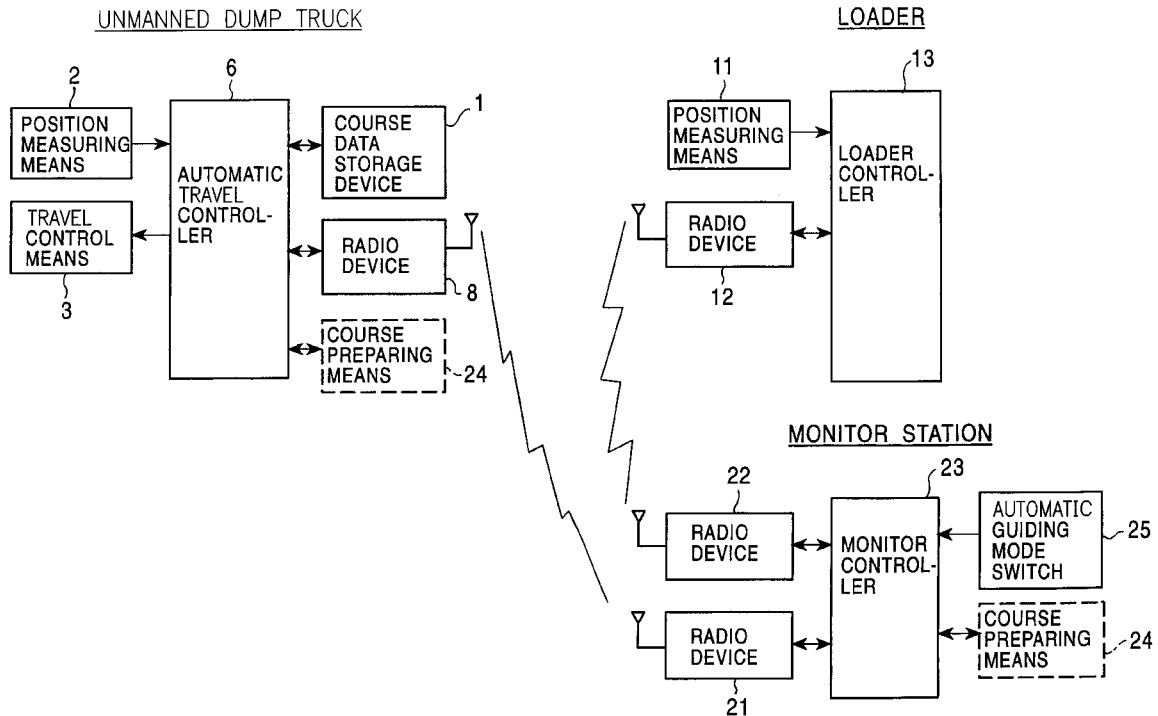 UNMANNED DUMP TRUCK
2
POSITION
MEASURING
MEANS
TRAVEL
CONTROL
MEANS
3
6
AUTOMATIC
TRAVEL
CONTROL-
LER
1
COURSE
DATA
STORAGE
DEVICE
RADIO
DEVICE
8
COURSE
PREPARING
MEANS
24
LOADER
11
POSITION
MEASURING
MEANS
RADIO
DEVICE
12
13
LOADER
CONTROL-
LER
MONITOR STATION
22
RADIO
DEVICE
RADIO
DEVICE
21
23
MONITOR
CONTROL-
LER
AUTOMATIC
GUIDING
MODE
SWITCH
25
COURSE
PREPARING
MEANS
24